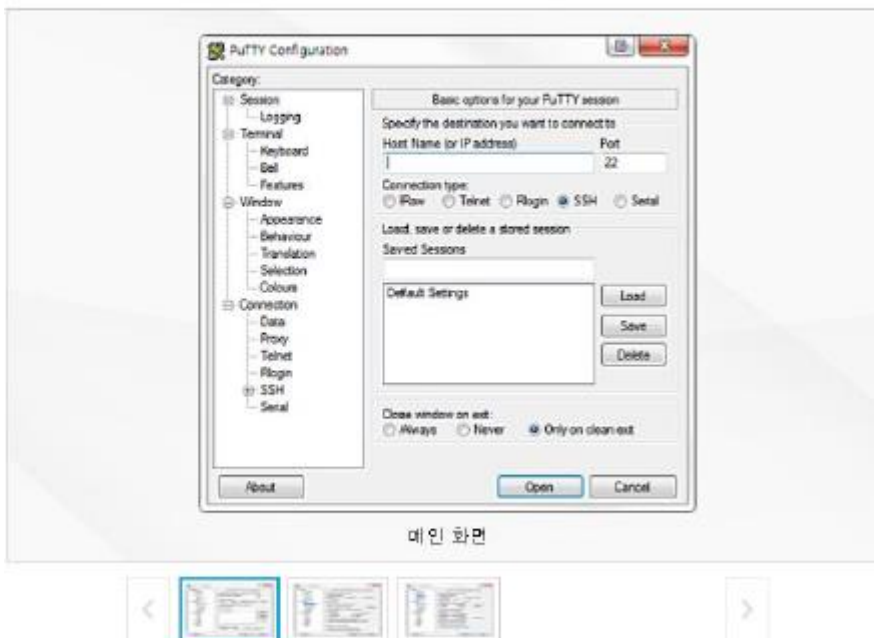 PuTTY Configuration
Category:
Session
Logging
Terminal
Keyboard
Bell
Features
Window
Appearance
Behaviour
Translation
Selection
Colours
Connection
Data
Proxy
Telnet
Rlogin
SSH
Serial
Basic options for your PuTTY session
Specify the destination you want to connect to
Host Name (or IP address)
Port
22
Connection type:
Raw
Telnet
Rlogin
SSH
Serial
Load, save or delete a stored session
Saved Sessions
Default Settings
Load
Save
Delete
Close window on exit:
Always
Never
Only on clean exit
About
Open
Cancel
메인 화면